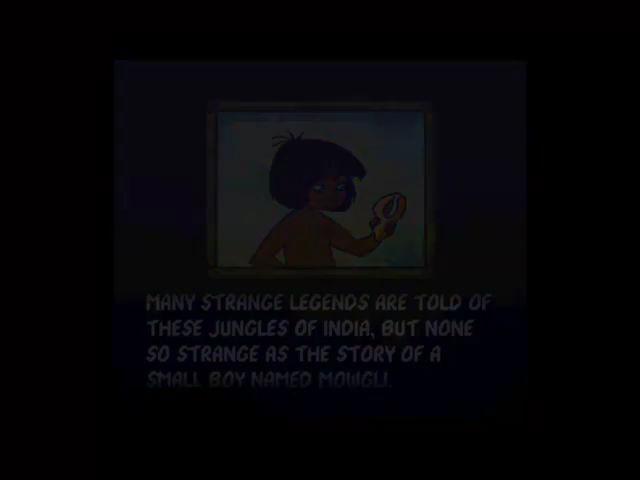 MANY STRANGE LEGENDS ARE TOLD OF
THESE JUNGLES OF INDIA, BUT NONE
SO STRANGE AS THE STORY OF A
SMALL BOY NAMED MOWGLI.